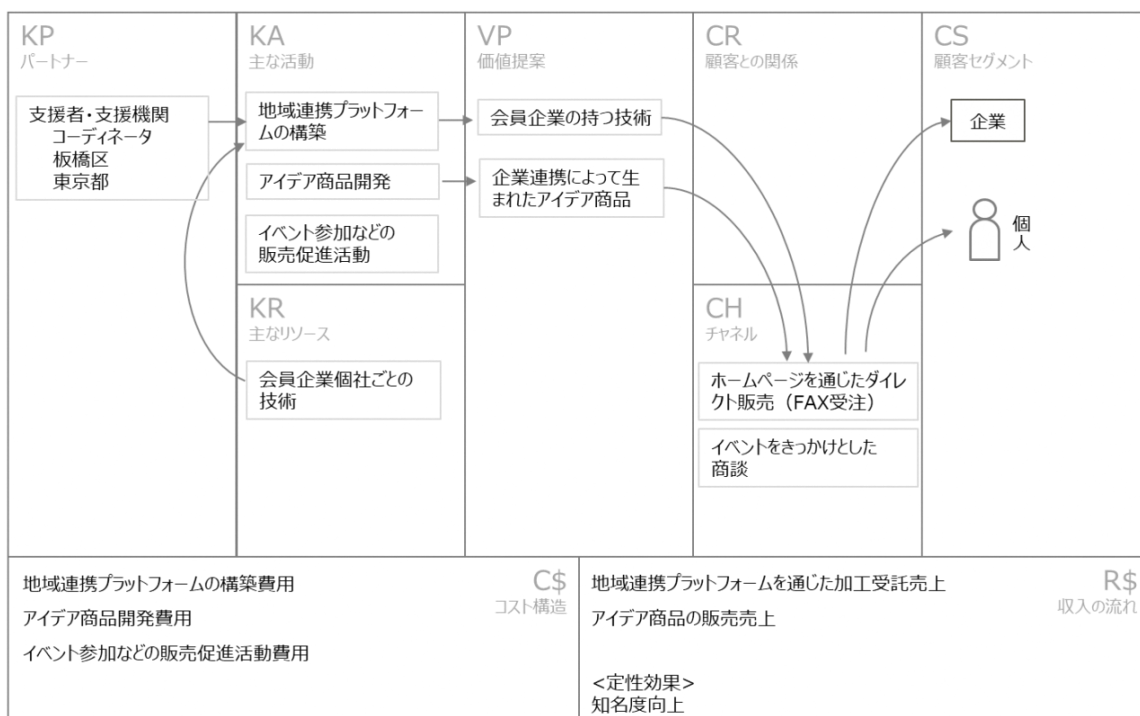 KP
パートナー
支援者・支援機関
コーディネータ
板橋区
東京都
KA
主な活動
地域連携プラットフォー
ムの構築
アイデア商品開発
イベント参加などの
販売促進活動
KR
主なリソース
会員企業個社ごとの
技術
VP
価値提案
会員企業の持つ技術
企業連携によって生
まれたアイデア商品
CR
顧客との関係
CH
チャネル
ホームページを通じたダイレ
クト販売（FAX受注）
イベントをきっかけとした
商談
CS
顧客セグメント
企業
個
人
C$
コスト構造
地域連携プラットフォームの構築費用
アイデア商品開発費用
イベント参加などの販売促進活動費用
R$
収入の流れ
地域連携プラットフォームを通じた加工受託売上
アイデア商品の販売売上
<定性効果>
知名度向上